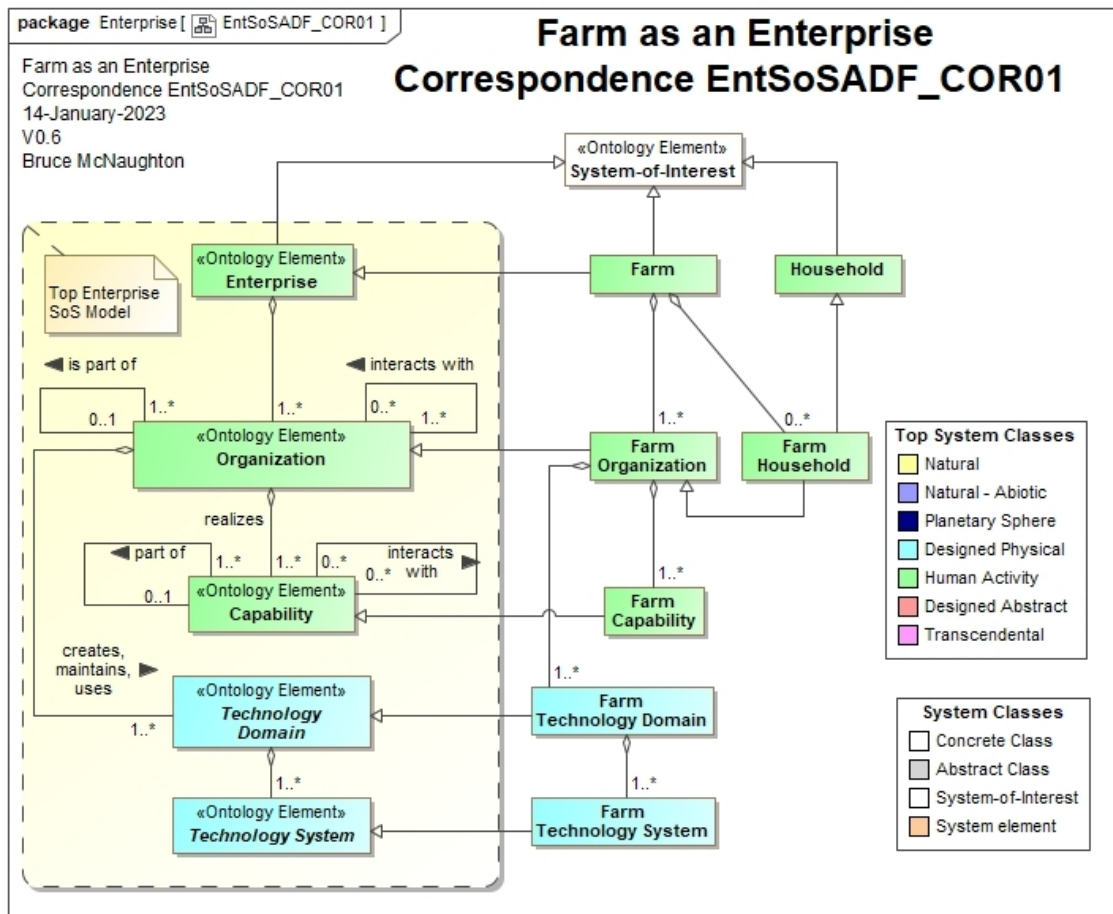 package Enterprise [ EntSoSADF_COR01 ]
Farm as an Enterprise
Correspondence EntSoSADF_COR01
Farm as an Enterprise
Correspondence EntSoSADF_COR01
14-January-2023
V0.6
Bruce McNaughton
«Ontology Element»
System-of-Interest
«Ontology Element»
Enterprise
Farm
Household
Top Enterprise
SoS Model
is part of
interacts with
0..1
1..*
1..*
0..*
1..*
1..*
0..*
«Ontology Element»
Organization
Farm
Organization
Farm
Household
realizes
part of
interacts
with
1..*
1..*
0..*
0..*
0..1
1..*
«Ontology Element»
Capability
Farm
Capability
creates,
maintains,
uses
1..*
1..*
«Ontology Element»
Technology
Domain
Farm
Technology Domain
1..*
1..*
«Ontology Element»
Technology System
Farm
Technology System
Top System Classes
Natural
Natural - Abiotic
Planetary Sphere
Designed Physical
Human Activity
Designed Abstract
Transcendental
System Classes
Concrete Class
Abstract Class
System-of-Interest
System element